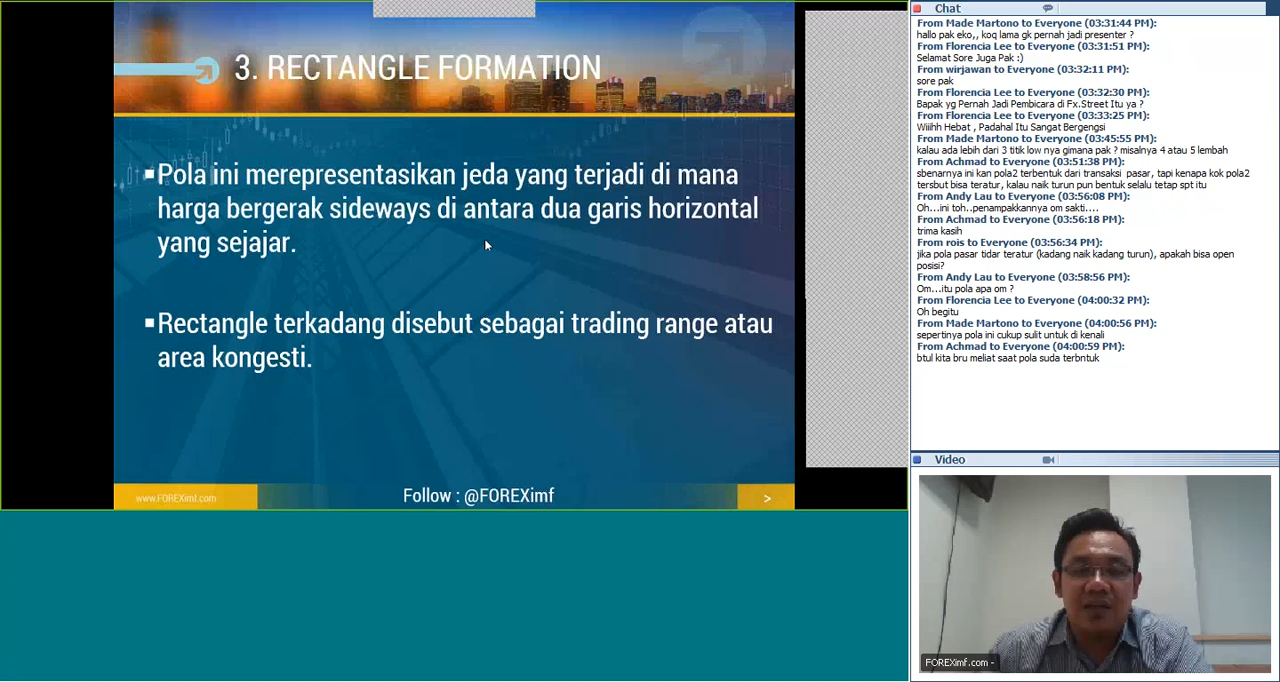 3. RECTANGLE FORMATION
▪Pola ini merepresentasikan jeda yang terjadi di mana
harga bergerak sideways di antara dua garis horizontal
yang sejajar.
▪Rectangle terkadang disebut sebagai trading range atau
area kongesti.
www.FOREXimf.com
Follow : @FOREXimf
>
Chat
From Made Martono to Everyone (03:31:44 PM):
hallo pak eko,, koq lama gk pernah jadi presenter ?
From Florencia Lee to Everyone (03:31:51 PM):
Selamat Sore Juga Pak :)
From wirjawan to Everyone (03:32:11 PM):
sore pak
From Florencia Lee to Everyone (03:32:30 PM):
Bapak yg Pernah Jadi Pembicara di Fx.Street Itu ya ?
From Florencia Lee to Everyone (03:33:25 PM):
Wiiihh Hebat , Padahal Itu Sangat Bergengsi
From Made Martono to Everyone (03:45:55 PM):
kalau ada lebih dari 3 titik low nya gimana pak ? misalnya 4 atau 5 lembah
From Achmad to Everyone (03:51:38 PM):
sbenarnya ini kan pola2 terbentuk dari transaksi pasar, tapi kenapa kok pola2
tersbut bisa teratur, kalau naik turun pun bentuk selalu tetap spt itu
From Andy Lau to Everyone (03:56:08 PM):
Oh...ini toh..penampakkannya om sakti....
From Achmad to Everyone (03:56:18 PM):
trima kasih
From rois to Everyone (03:56:34 PM):
jika pola pasar tidar teratur (kadang naik kadang turun), apakah bisa open
posisi?
From Andy Lau to Everyone (03:58:56 PM):
Om...itu pola apa om ?
From Florencia Lee to Everyone (04:00:32 PM):
Oh begitu
From Made Martono to Everyone (04:00:56 PM):
sepertinya pola ini cukup sulit untuk di kenali
From Achmad to Everyone (04:00:59 PM):
btul kita bru meliat saat pola suda terbntuk
Video
FOREXimf.com -